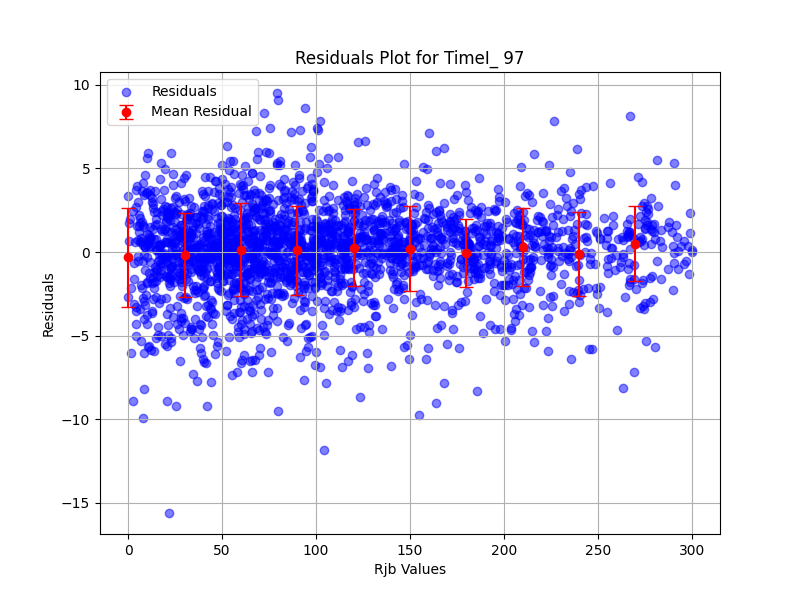 Residuals Plot for TimeI_ 97
Residuals
Mean Residual
10
5
0
−5
−10
−15
Residuals
0 50 100 150 200 250 300
Rjb Values